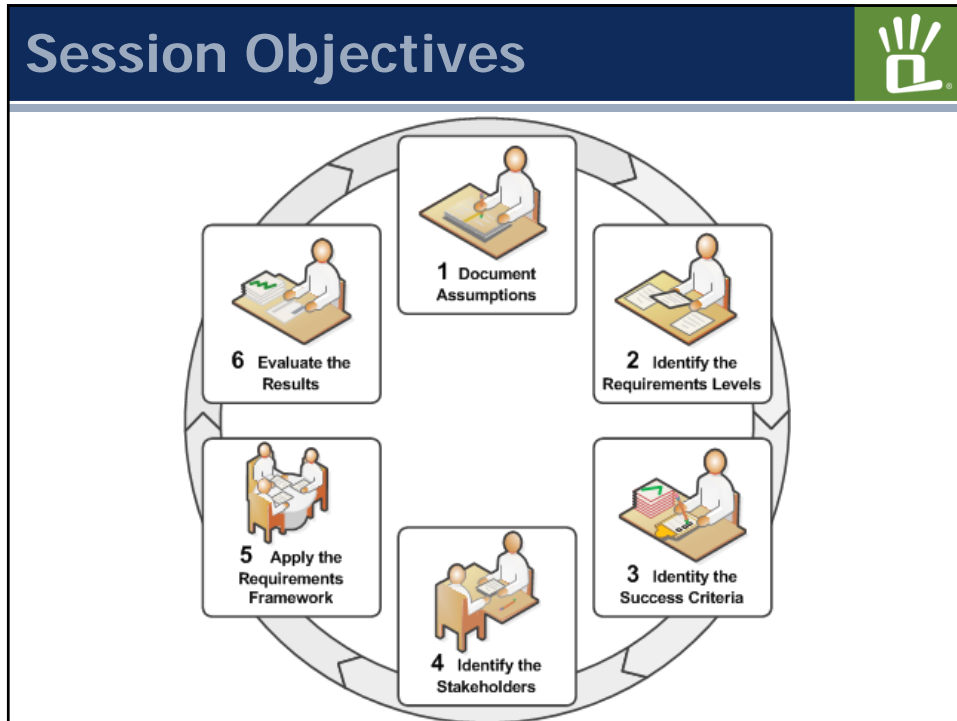 Session Objectives
®
1 Document
Assumptions
2 Identify the
Requirements Levels
3 Identity the
Success Criteria
4 Identify the
Stakeholders
5 Apply the
Requirements
Framework
6 Evaluate the
Results